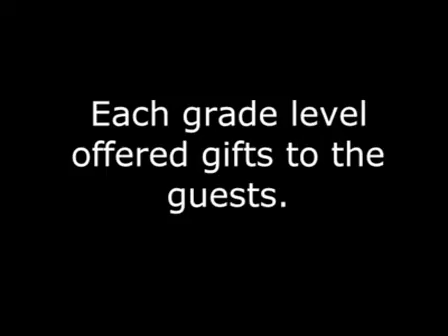 Each grade level
offered gifts to the
guests.